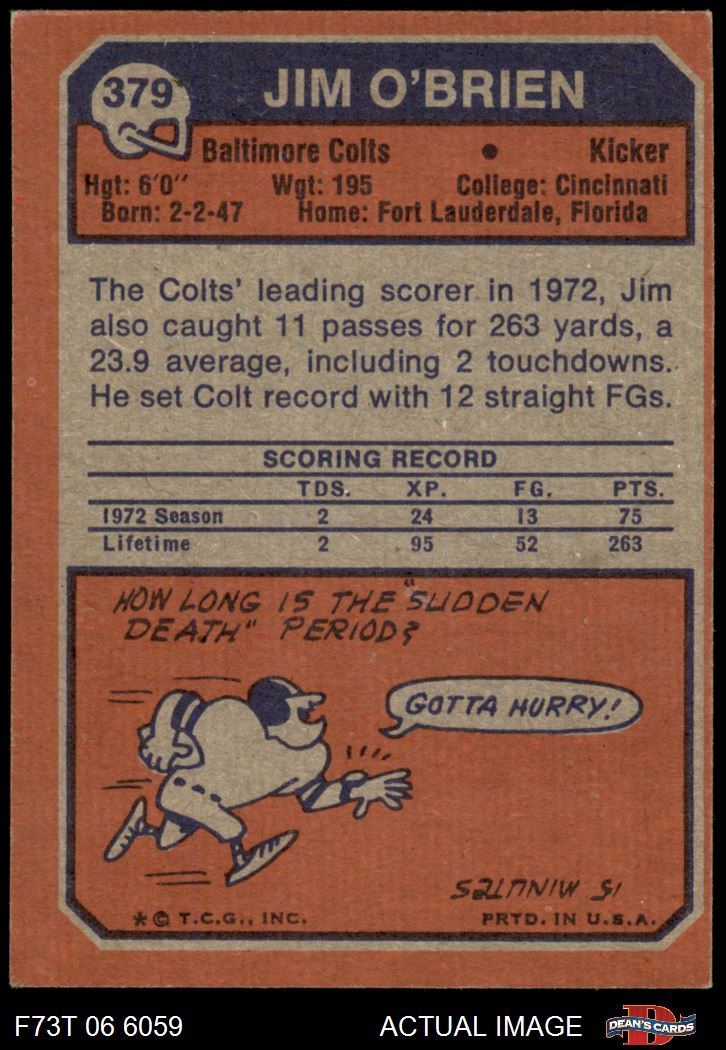 379
JIM O'BRIEN
Baltimore Colts • Kicker
Hgt: 6'0" Wgt: 195 College: Cincinnati
Born: 2-2-47 Home: Fort Lauderdale, Florida
The Colts' leading scorer in 1972, Jim
also caught 11 passes for 263 yards, a
23.9 average, including 2 touchdowns.
He set Colt record with 12 straight FGs.
SCORING RECORD
TDS. XP. FG. PTS.
1972 Season 2 24 13 75
Lifetime 2 95 52 263
HOW LONG IS THE "SUDDEN
DEATH" PERIOD?
GOTTA HURRY!
15 MINUTES
*© T.C.G., INC. PRTD. IN U.S.A.
F73T 06 6059 ACTUAL IMAGE
D
DEAN'S CARDS